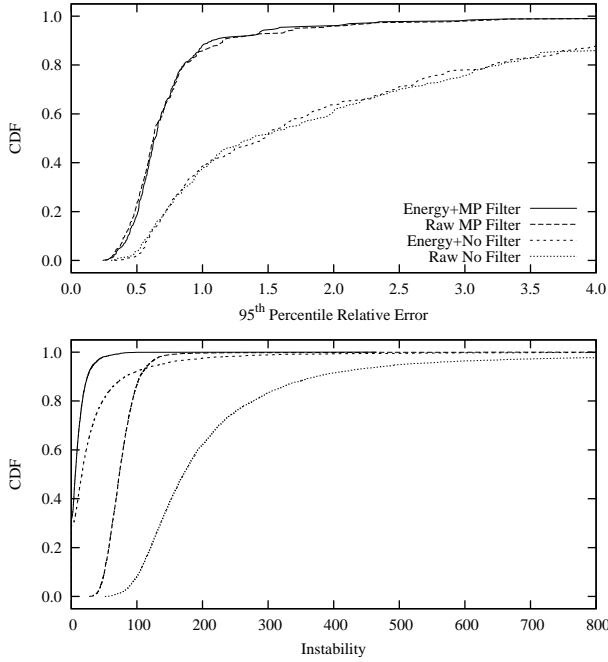 1.0
0.8
0.6
0.4
0.2
0.0
CDF
Energy+MP Filter
Raw MP Filter
Energy+No Filter
Raw No Filter
0.0 0.5 1.0 1.5 2.0 2.5 3.0 3.5 4.0
95th Percentile Relative Error
1.0
0.8
0.6
0.4
0.2
0.0
CDF
0 100 200 300 400 500 600 700 800
Instability